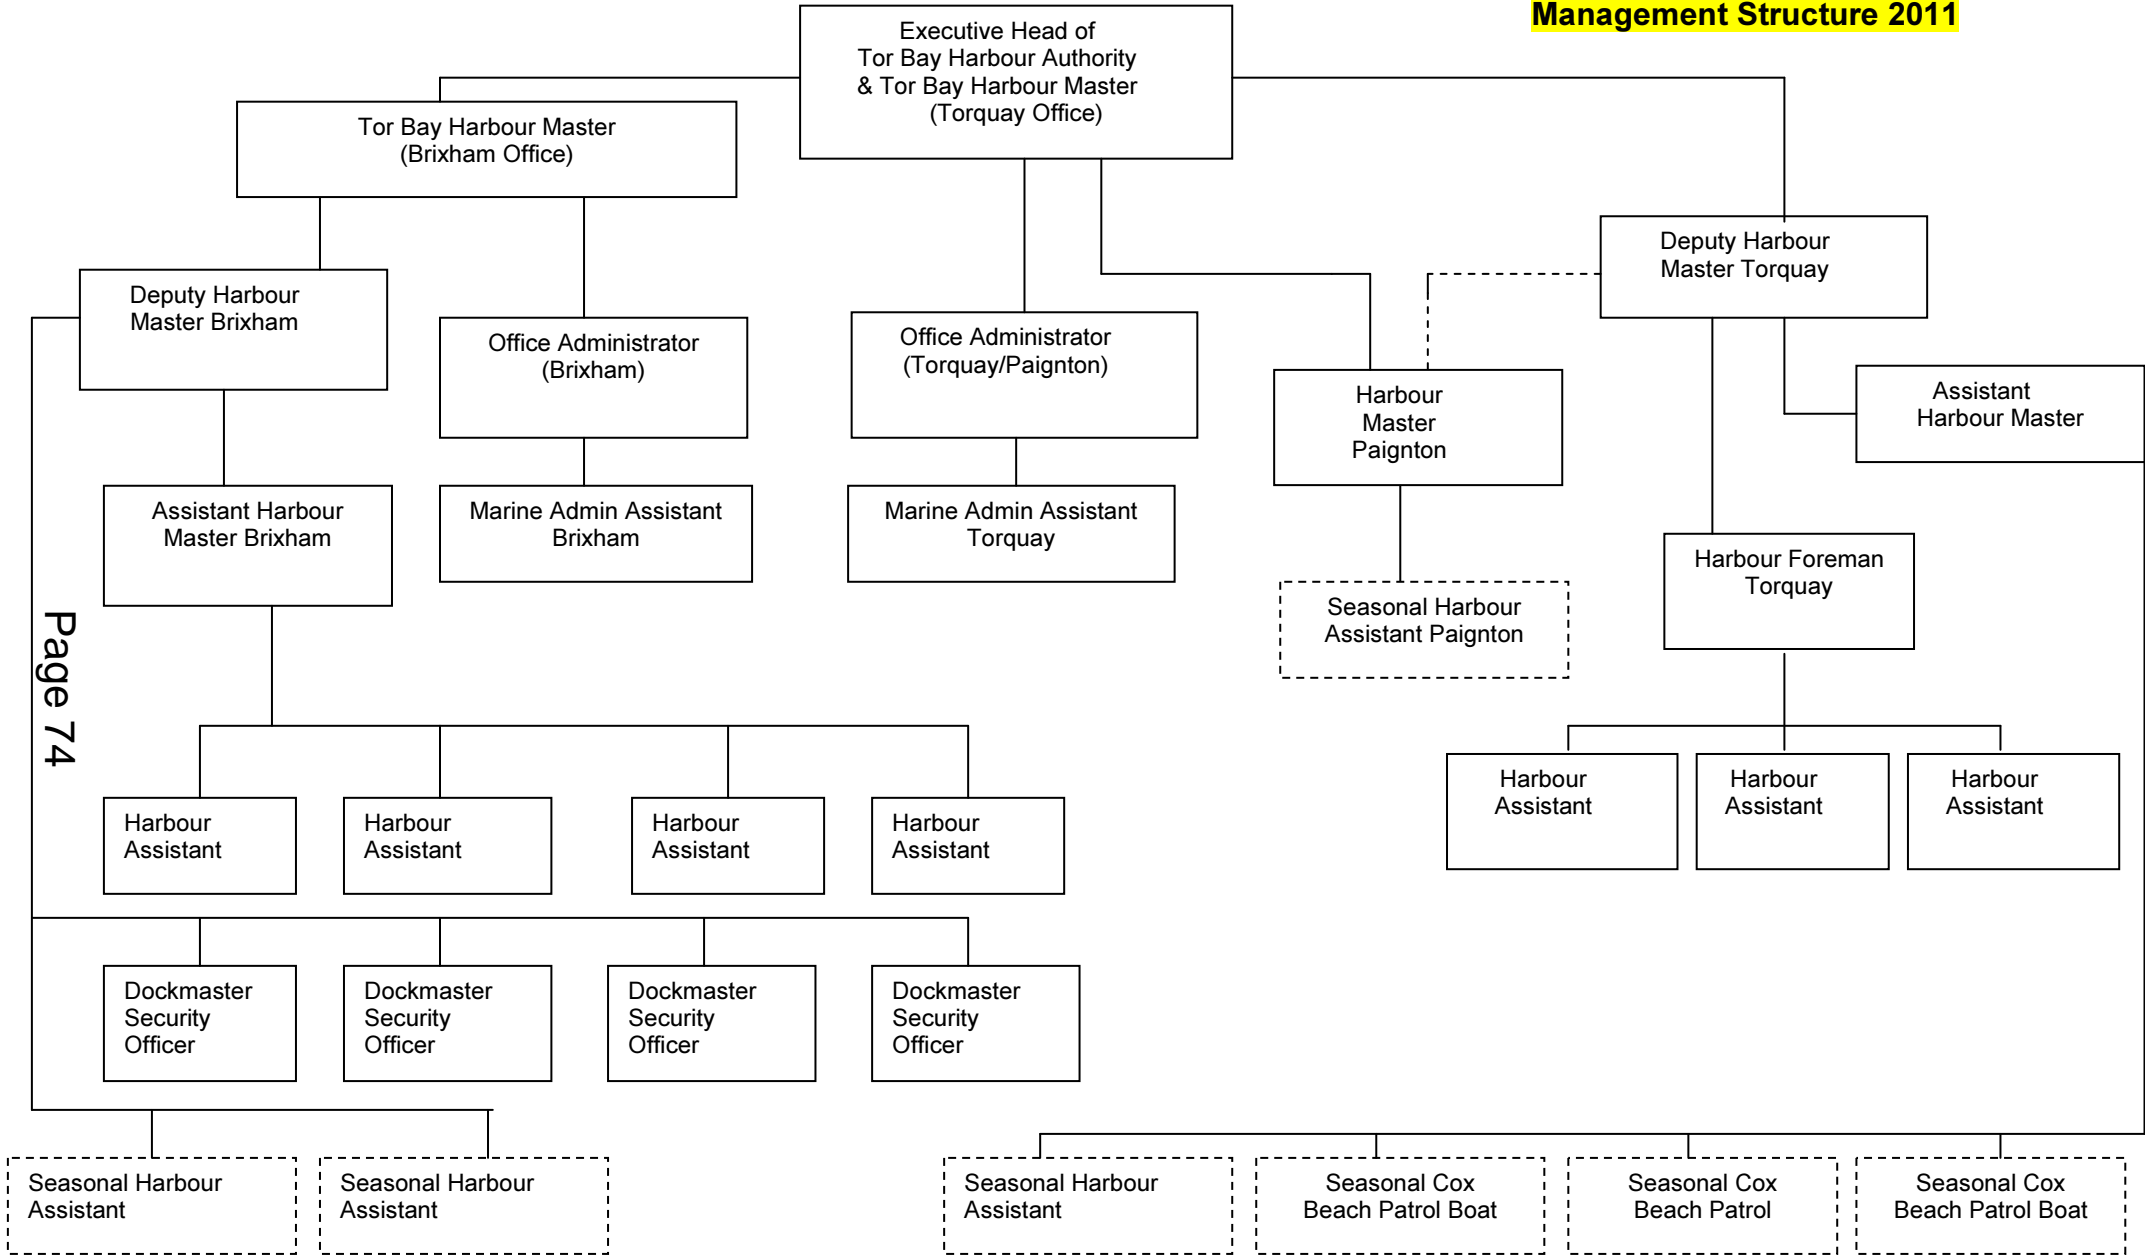 Management Structure 2011
Executive Head of
Tor Bay Harbour Authority
& Tor Bay Harbour Master
(Torquay Office)
Tor Bay Harbour Master
(Brixham Office)
Deputy Harbour
Master Torquay
Deputy Harbour
Master Brixham
Office Administrator
(Brixham)
Office Administrator
(Torquay/Paignton)
Harbour
Master
Paignton
Assistant
Harbour Master
Assistant Harbour
Master Brixham
Marine Admin Assistant
Brixham
Marine Admin Assistant
Torquay
Harbour Foreman
Torquay
Seasonal Harbour
Assistant Paignton
Page 74
Harbour
Assistant
Harbour
Assistant
Harbour
Assistant
Harbour
Assistant
Harbour
Assistant
Harbour
Assistant
Harbour
Assistant
Dockmaster
Security
Officer
Dockmaster
Security
Officer
Dockmaster
Security
Officer
Dockmaster
Security
Officer
Seasonal Harbour
Assistant
Seasonal Harbour
Assistant
Seasonal Harbour
Assistant
Seasonal Cox
Beach Patrol Boat
Seasonal Cox
Beach Patrol
Seasonal Cox
Beach Patrol Boat